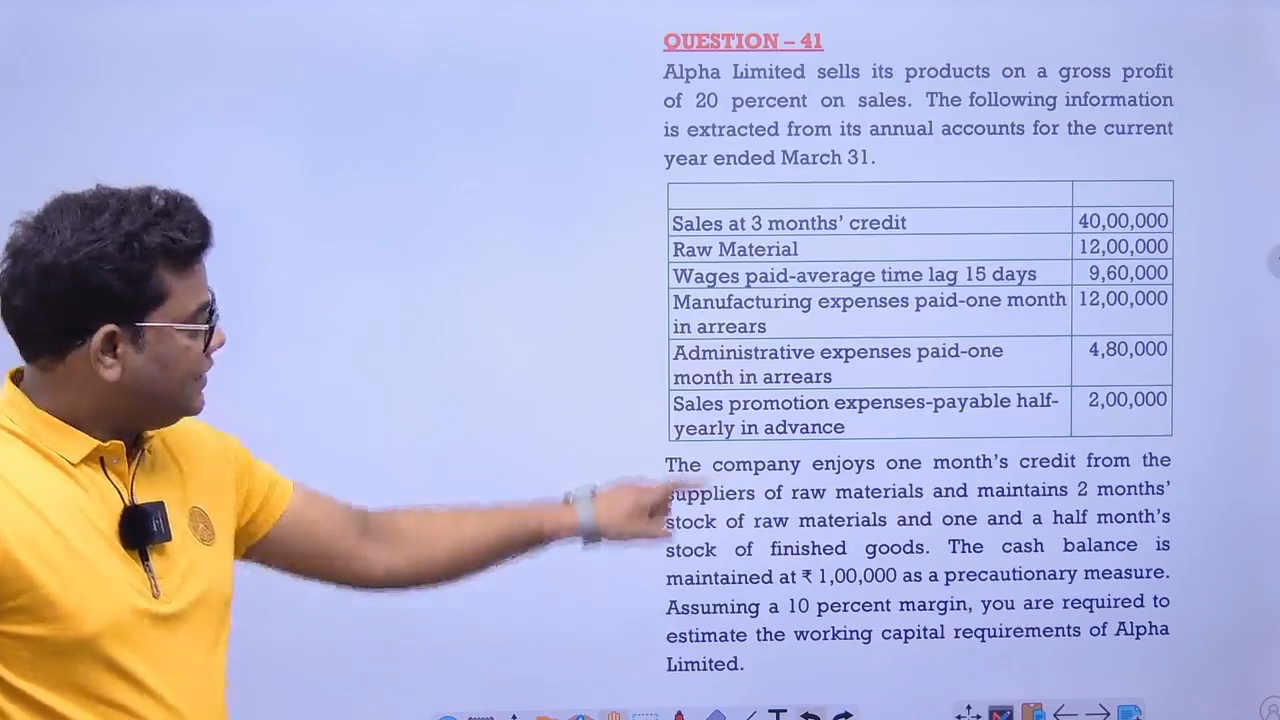 QUESTION – 41
Alpha Limited sells its products on a gross profit
of 20 percent on sales. The following information
is extracted from its annual accounts for the current
year ended March 31.
Sales at 3 months’ credit 40,00,000
Raw Material 12,00,000
Wages paid-average time lag 15 days 9,60,000
Manufacturing expenses paid-one month 12,00,000
in arrears
Administrative expenses paid-one 4,80,000
month in arrears
Sales promotion expenses-payable half- 2,00,000
yearly in advance
The company enjoys one month’s credit from the
suppliers of raw materials and maintains 2 months’
stock of raw materials and one and a half month’s
stock of finished goods. The cash balance is
maintained at ₹ 1,00,000 as a precautionary measure.
Assuming a 10 percent margin, you are required to
estimate the working capital requirements of Alpha
Limited.